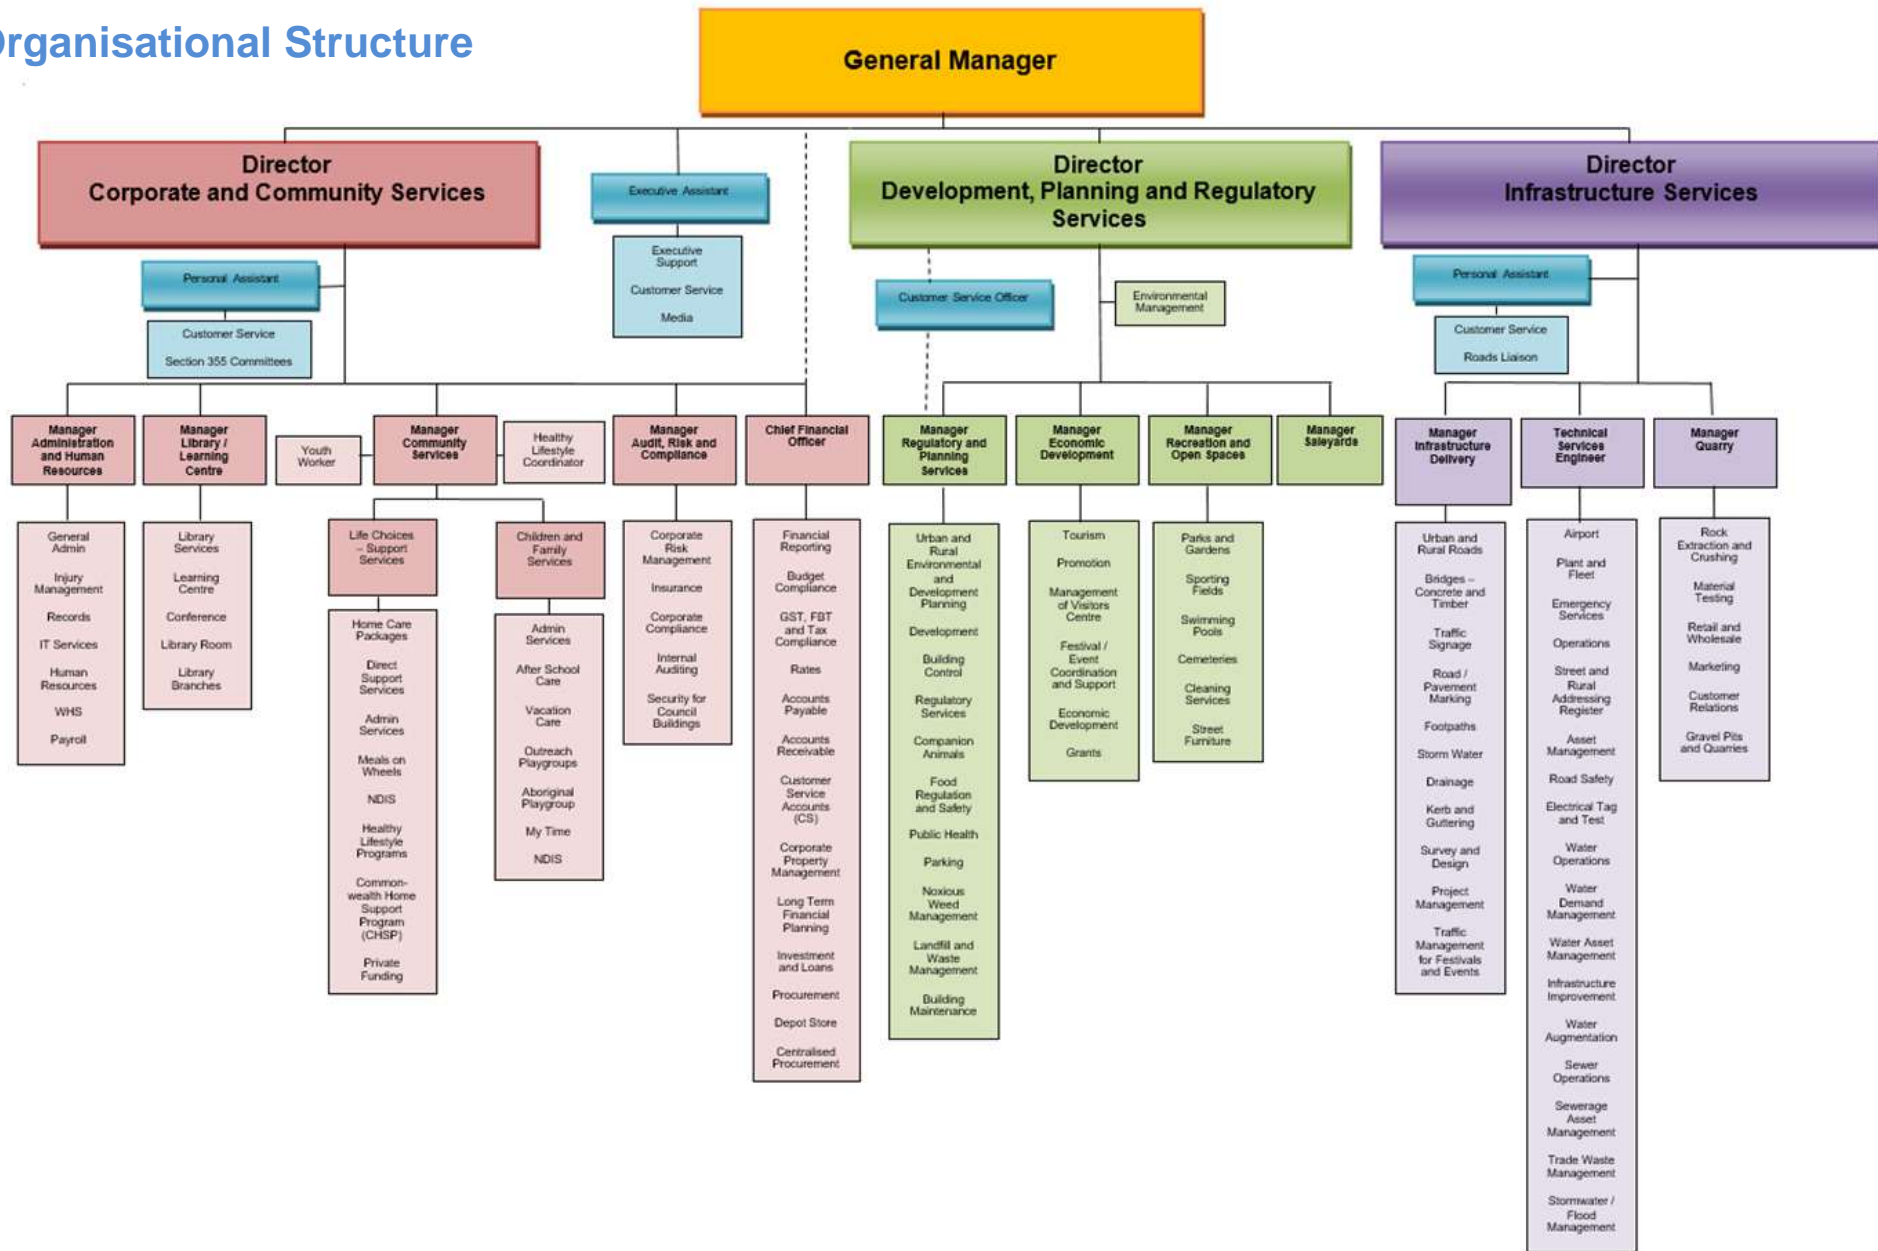 Organisational Structure
General Manager
Director
Corporate and Community Services
Executive Assistant
Executive
Support
Customer Service
Media
Director
Development, Planning and Regulatory
Services
Director
Infrastructure Services
Personal Assistant
Customer Service
Section 355 Committees
Customer Service Officer
Environmental
Management
Personal Assistant
Customer Service
Roads Liaison
Manager
Administration
and Human
Resources
Manager
Library /
Learning
Centre
Youth
Worker
Manager
Community
Services
Healthy
Lifestyle
Coordinator
Manager
Audit, Risk and
Compliance
Chief Financial
Officer
Manager
Regulatory and
Planning
Services
Manager
Economic
Development
Manager
Recreation and
Open Spaces
Manager
Saleyards
Manager
Infrastructure
Delivery
Technical
Services
Engineer
Manager
Quarry
General
Admin
Injury
Management
Records
IT Services
Human
Resources
WHS
Payroll
Library
Services
Learning
Centre
Conference
Library Room
Library
Branches
Life Choices
– Support
Services
Home Care
Packages
Direct
Support
Services
Admin
Services
Meals on
Wheels
NDIS
Healthy
Lifestyle
Programs
Common-
wealth Home
Support
Program
(CHSP)
Private
Funding
Children and
Family
Services
Admin
Services
After School
Care
Vacation
Care
Outreach
Playgroups
Aboriginal
Playgroup
My Time
NDIS
Corporate
Risk
Management
Insurance
Corporate
Compliance
Internal
Auditing
Security for
Council
Buildings
Financial
Reporting
Budget
Compliance
GST, FBT
and Tax
Compliance
Rates
Accounts
Payable
Accounts
Receivable
Customer
Service
Accounts
(CS)
Corporate
Property
Management
Long Term
Financial
Planning
Investment
and Loans
Procurement
Depot Store
Centralised
Procurement
Urban and
Rural
Environmental
and
Development
Planning
Development
Building
Control
Regulatory
Services
Companion
Animals
Food
Regulation
and Safety
Public Health
Parking
Noxious
Weed
Management
Landfill and
Waste
Management
Building
Maintenance
Tourism
Promotion
Management
of Visitors
Centre
Festival /
Event
Coordination
and Support
Economic
Development
Grants
Parks and
Gardens
Sporting
Fields
Swimming
Pools
Cemeteries
Cleaning
Services
Street
Furniture
Urban and
Rural Roads
Bridges –
Concrete and
Timber
Traffic
Signage
Road /
Pavement
Marking
Footpaths
Storm Water
Drainage
Kerb and
Guttering
Survey and
Design
Project
Management
Traffic
Management
for Festivals
and Events
Airport
Plant and
Fleet
Emergency
Services
Operations
Street and
Rural
Addressing
Register
Asset
Management
Road Safety
Electrical Tag
and Test
Water
Operations
Water
Demand
Management
Water Asset
Management
Infrastructure
Improvement
Water
Augmentation
Sewer
Operations
Sewerage
Asset
Management
Trade Waste
Management
Stormwater /
Flood
Management
Rock
Extraction and
Crushing
Material
Testing
Retail and
Wholesale
Marketing
Customer
Relations
Gravel Pits
and Quarries